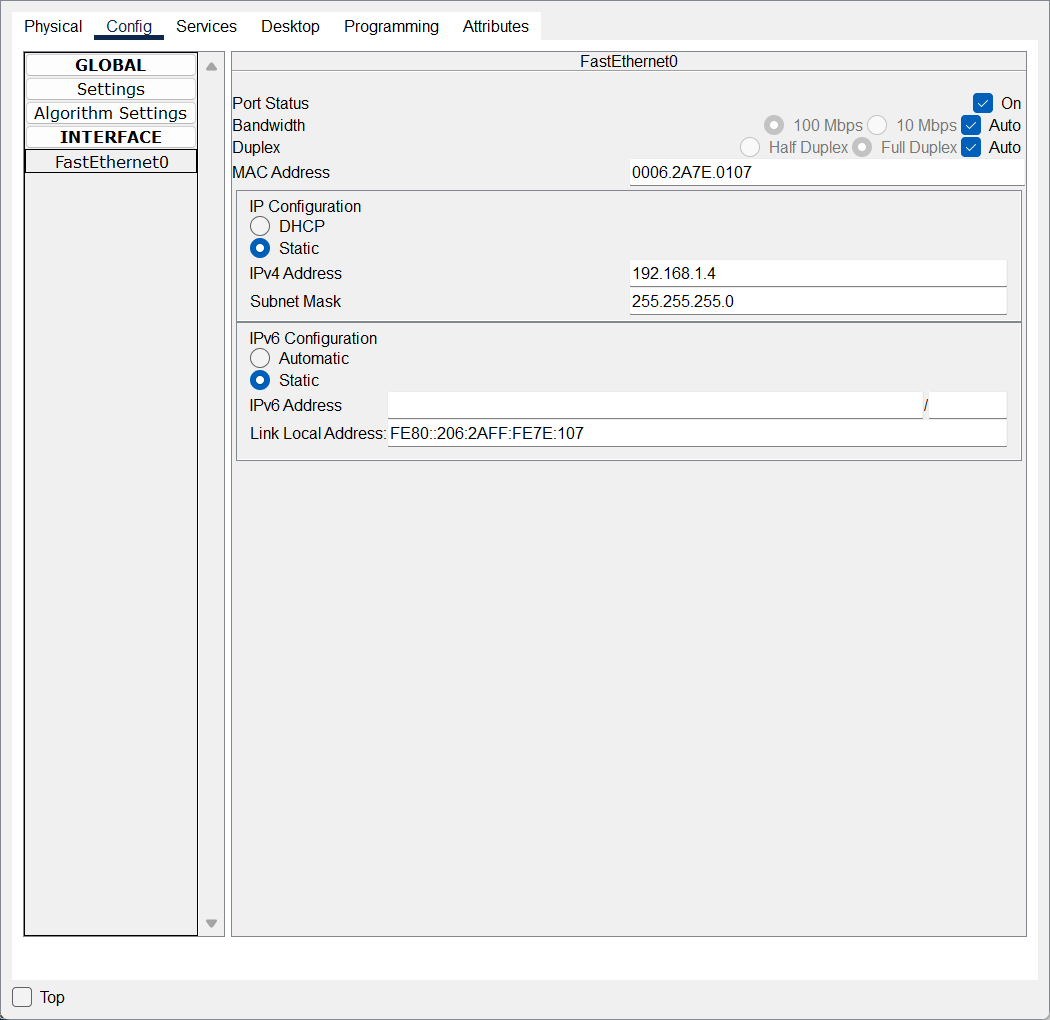 Physical Config Services Desktop Programming Attributes
GLOBAL
Settings
Algorithm Settings
INTERFACE
FastEthernet0
FastEthernet0
Port Status On
Bandwidth 100 Mbps 10 Mbps Auto
Duplex Half Duplex Full Duplex Auto
MAC Address 0006.2A7E.0107
IP Configuration
DHCP
Static
IPv4 Address 192.168.1.4
Subnet Mask 255.255.255.0
IPv6 Configuration
Automatic
Static
IPv6 Address /
Link Local Address: FE80::206:2AFF:FE7E:107
Top